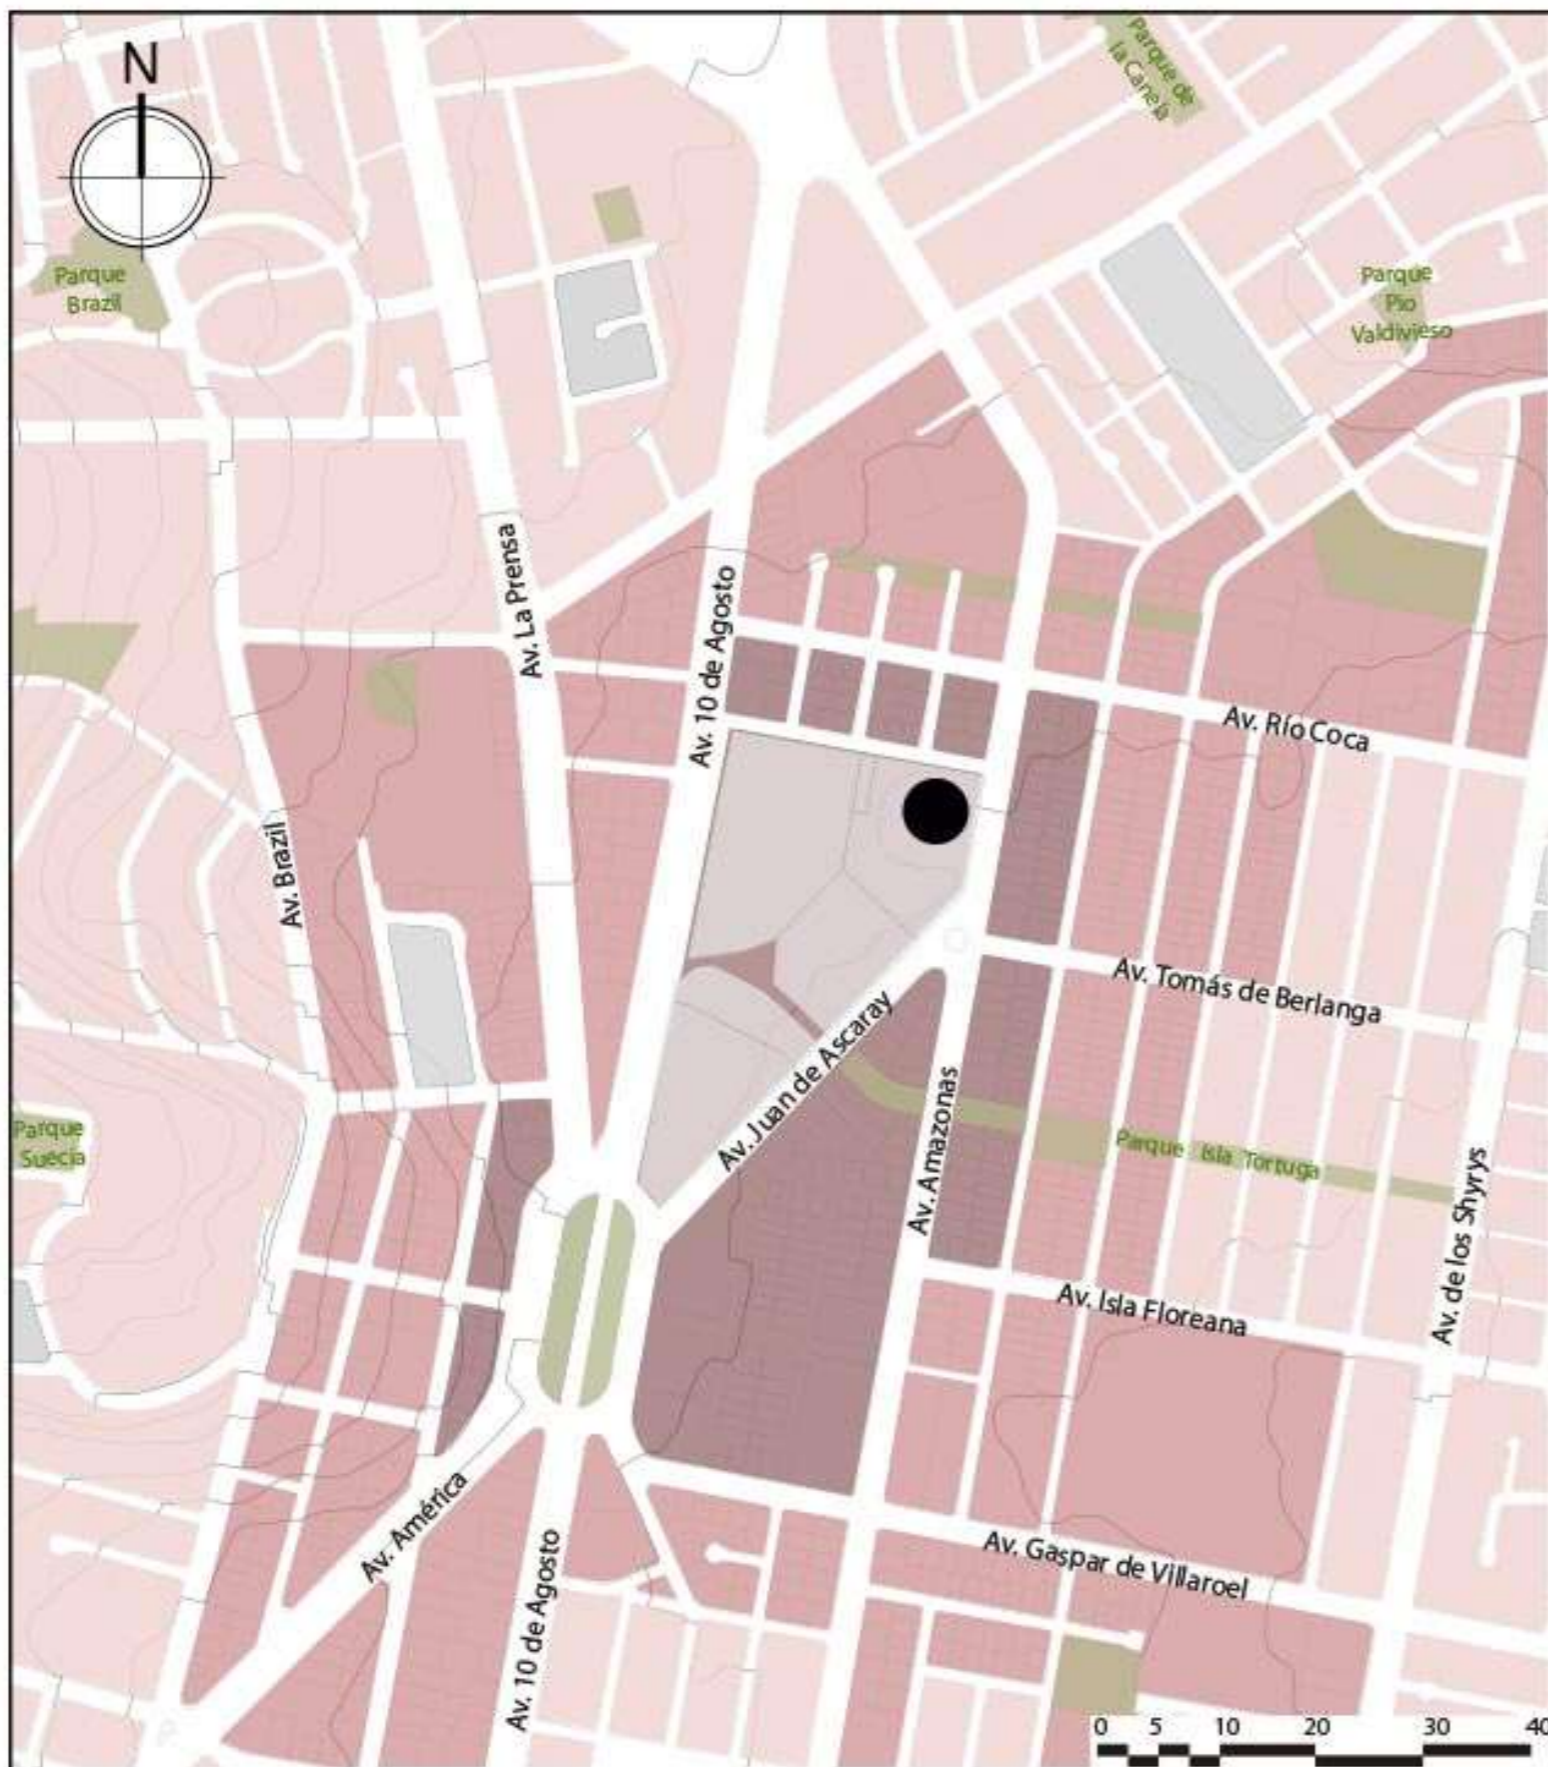 N
Parque de
la Canela
Parque
Brazil
Parque
Pio
Valdivieso
Av. La Prensa
Av. 10 de Agosto
Av. Río Coca
Av. Brazil
Av. Tomás de Berlanga
Av. Juan de Ascaray
Av. Amazonas
Parque
Suecia
Parque Isla Tortuga
Av. de los Shyrys
Av. Isla Floreana
Av. América
Av. Gaspar de Villaroel
Av. 10 de Agosto
0 5 10 20 30 40